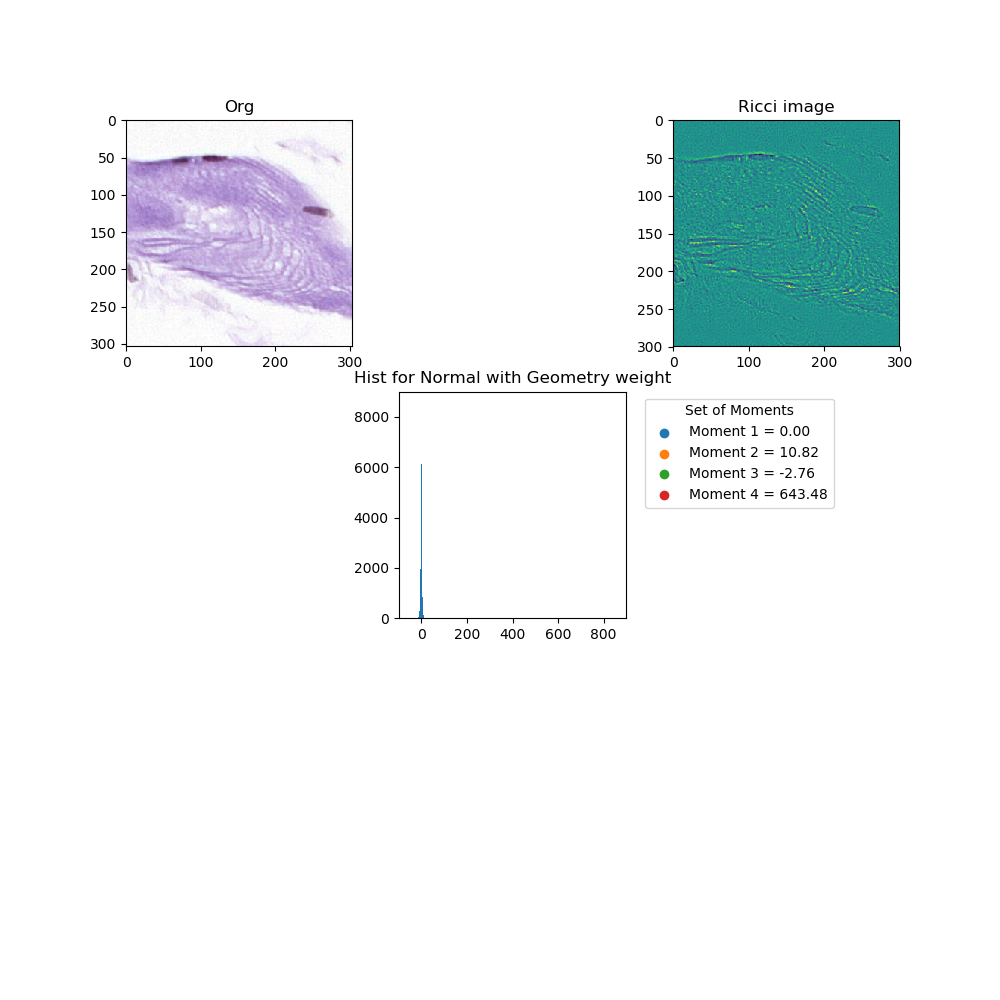 Org
0
50
100
150
200
250
300
0 100 200 300
Ricci image
0
50
100
150
200
250
300
0 100 200 300
Hist for Normal with Geometry weight
8000
6000
4000
2000
0
0 200 400 600 800
Set of Moments
Moment 1 = 0.00
Moment 2 = 10.82
Moment 3 = -2.76
Moment 4 = 643.48